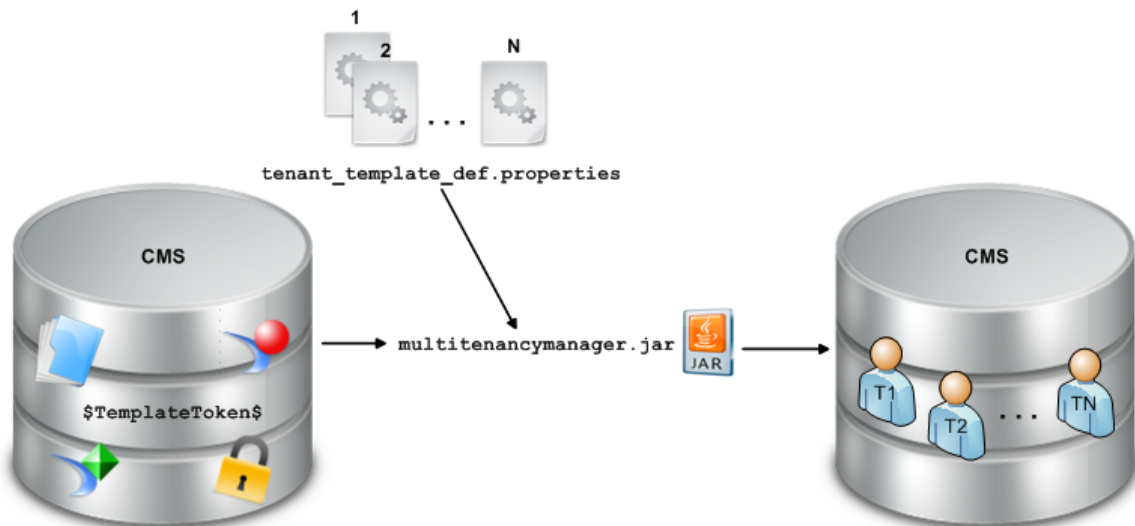 1
2
N
. . .
tenant_template_def.properties
CMS
CMS
multitenancymanager.jar
JAR
$TemplateToken$
T1
T2
. . .
TN